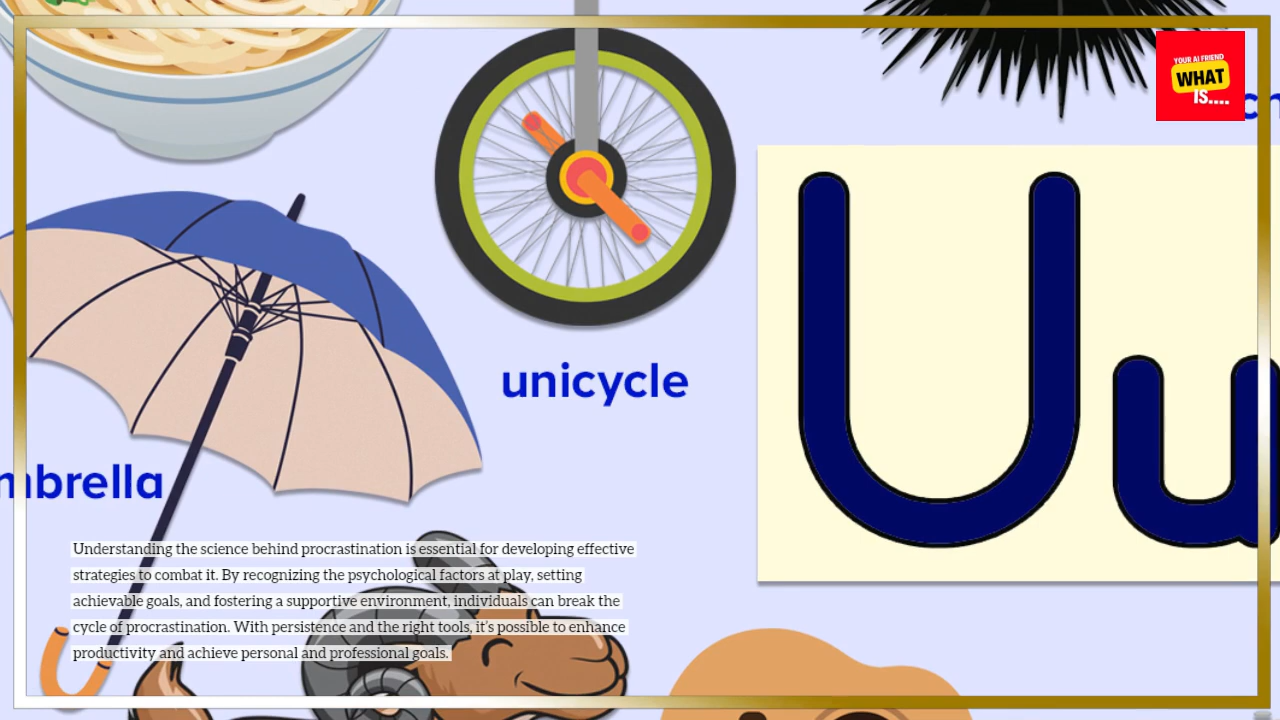 YOUR AI FRIEND
WHAT
IS....
unicycle
Uu
Understanding the science behind procrastination is essential for developing effective
strategies to combat it. By recognizing the psychological factors at play, setting
achievable goals, and fostering a supportive environment, individuals can break the
cycle of procrastination. With persistence and the right tools, it's possible to enhance
productivity and achieve personal and professional goals.